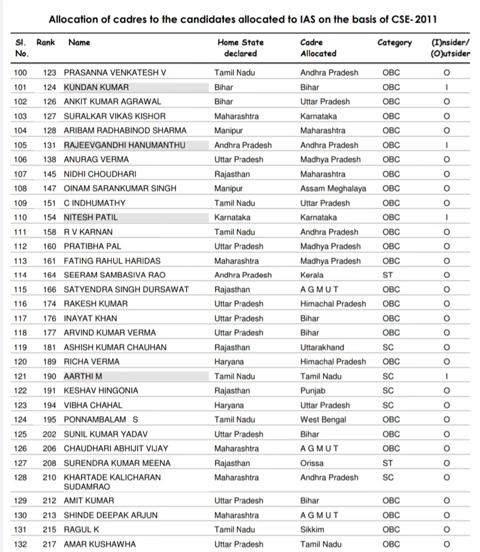 Allocation of cadres to the candidates allocated to IAS on the basis of CSE-2011
Sl. No. Rank Name Home State declared Cadre Allocated Category (I)nsider/ (O)utsider
100 123 PRASANNA VENKATESH V Tamil Nadu Andhra Pradesh OBC O
101 124 KUNDAN KUMAR Bihar Bihar OBC I
102 126 ANKIT KUMAR AGRAWAL Bihar Uttar Pradesh OBC O
103 127 SURALKAR VIKAS KISHOR Maharashtra Karnataka OBC O
104 128 ARIBAM RADHABINOD SHARMA Manipur Maharashtra OBC O
105 131 RAJEEVGANDHI HANUMANTHU Andhra Pradesh Andhra Pradesh OBC I
106 138 ANURAG VERMA Uttar Pradesh Madhya Pradesh OBC O
107 145 NIDHI CHOUDHARI Rajasthan Maharashtra OBC O
108 147 OINAM SARANKUMAR SINGH Manipur Assam Meghalaya OBC O
109 151 C INDHUMATHY Tamil Nadu Uttar Pradesh OBC O
110 154 NITESH PATIL Karnataka Karnataka OBC I
111 158 R V KARNAN Tamil Nadu Andhra Pradesh OBC O
112 160 PRATIBHA PAL Uttar Pradesh Madhya Pradesh OBC O
113 161 FATING RAHUL HARIDAS Maharashtra Madhya Pradesh OBC O
114 164 SEERAM SAMBASIVA RAO Andhra Pradesh Kerala ST O
115 166 SATYENDRA SINGH DURSAWAT Rajasthan A G M U T OBC O
116 174 RAKESH KUMAR Uttar Pradesh Himachal Pradesh OBC O
117 176 INAYAT KHAN Uttar Pradesh Bihar OBC O
118 177 ARVIND KUMAR VERMA Uttar Pradesh Bihar OBC O
119 181 ASHISH KUMAR CHAUHAN Rajasthan Uttarakhand SC O
120 189 RICHA VERMA Haryana Himachal Pradesh OBC O
121 190 AARTHI M Tamil Nadu Tamil Nadu SC I
122 191 KESHAV HINGONIA Rajasthan Punjab SC O
123 194 VIBHA CHAHAL Haryana Uttar Pradesh SC O
124 195 PONNAMBALAM S Tamil Nadu West Bengal OBC O
125 202 SUNIL KUMAR YADAV Uttar Pradesh Bihar OBC O
126 206 CHAUDHARI ABHIJIT VIJAY Maharashtra A G M U T OBC O
127 208 SURENDRA KUMAR MEENA Rajasthan Orissa ST O
128 210 KHARTADE KALICHARAN SUDAMRAO Maharashtra Andhra Pradesh SC O
129 212 AMIT KUMAR Uttar Pradesh Bihar OBC O
130 213 SHINDE DEEPAK ARJUN Maharashtra A G M U T OBC O
131 215 RAGUL K Tamil Nadu Sikkim OBC O
132 217 AMAR KUSHAWHA Uttar Pradesh Tamil Nadu OBC O